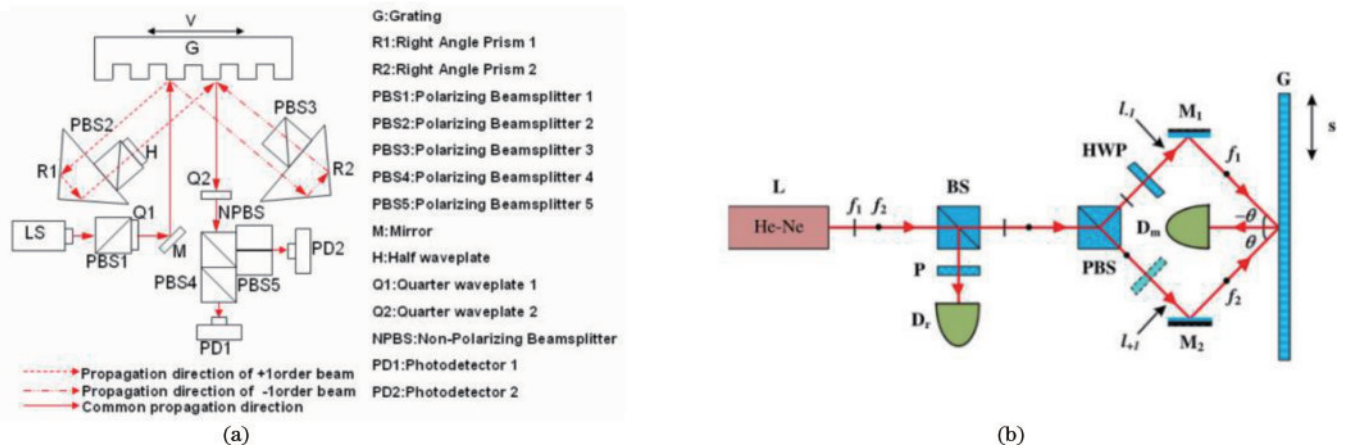 V
G
PBS2
PBS3
H
R1
R2
Q2
NPBS
Q1
LS
PBS1
M
PBS4
PBS5
PD2
PD1
Propagation direction of +1order beam
Propagation direction of -1order beam
Common propagation direction
G:Grating
R1:Right Angle Prism 1
R2:Right Angle Prism 2
PBS1:Polarizing Beamsplitter 1
PBS2:Polarizing Beamsplitter 2
PBS3:Polarizing Beamsplitter 3
PBS4:Polarizing Beamsplitter 4
PBS5:Polarizing Beamsplitter 5
M:Mirror
H:Half waveplate
Q1:Quarter waveplate 1
Q2:Quarter waveplate 2
NPBS:Non-Polarizing Beamsplitter
PD1:Photodetector 1
PD2:Photodetector 2
(a)
G
M1
s
l-1
HWP
f1
L
BS
f1 f2
He-Ne
Dm
-θ
θ
PBS
P
f2
Dr
l+1
M2
(b)